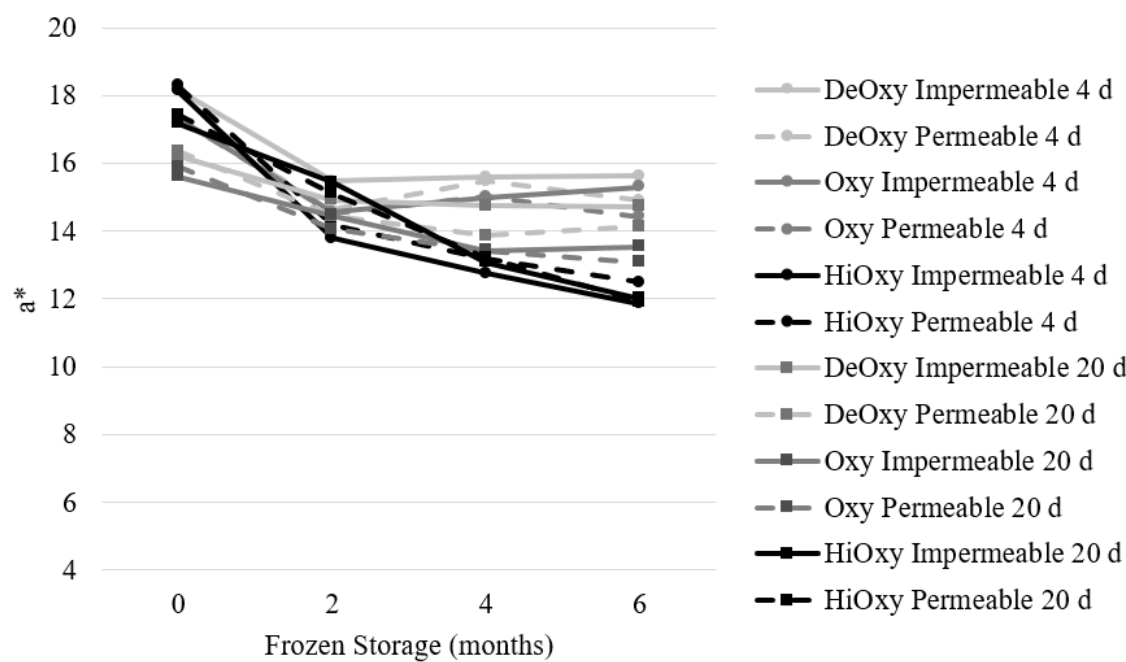 20
18
16
14
12
10
8
6
4
a*
0 2 4 6
Frozen Storage (months)
DeOxy Impermeable 4 d
DeOxy Permeable 4 d
Oxy Impermeable 4 d
Oxy Permeable 4 d
HiOxy Impermeable 4 d
HiOxy Permeable 4 d
DeOxy Impermeable 20 d
DeOxy Permeable 20 d
Oxy Impermeable 20 d
Oxy Permeable 20 d
HiOxy Impermeable 20 d
HiOxy Permeable 20 d